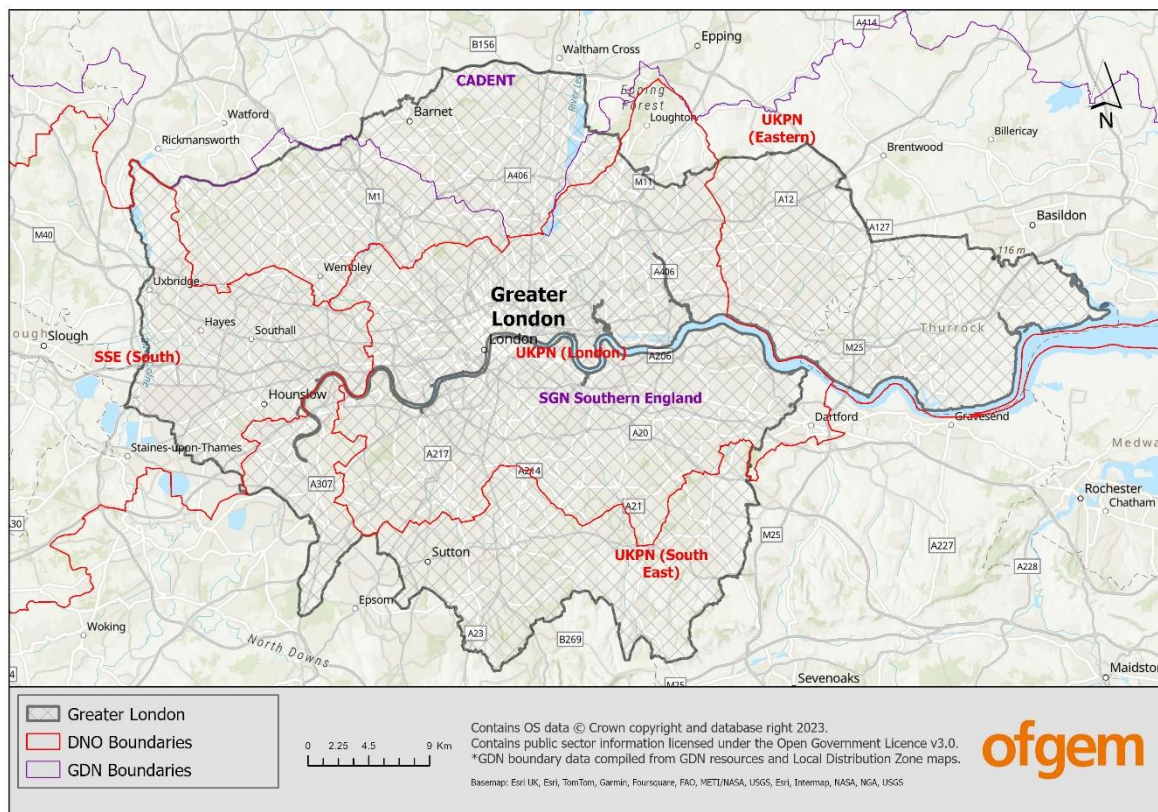 A414
Epping
B156
Waltham Cross
CADENT
Epping
Forest
Watford
Barnet
Loughton
UKPN
(Eastern)
Billericay
N
Rickmansworth
Brentwood
A406
M11
A12
M1
Basildon
A127
M40
116 m
Wembley
A406
Uxbridge
Greater
London
Hayes
Southall
London
Thurrock
Slough
SSE (South)
UKPN (London)
A206
M25
Hounslow
SGN Southern England
Dartford
Gravesend
A20
Medwa
Staines-upon-Thames
A217
A214
A307
Rochester
A21
Chatham
30
M25
UKPN (South
East)
Sutton
A227
A228
Epsom
Woking
A23
B269
North Downs
Maidston
4
M25
Sevenoaks
Greater London
DNO Boundaries
GDN Boundaries
0 2.25 4.5 9 Km
Contains OS data © Crown copyright and database right 2023.
Contains public sector information licensed under the Open Government Licence v3.0.
*GDN boundary data compiled from GDN resources and Local Distribution Zone maps.
Basemap: Esri UK, Esri, TomTom, Garmin, Foursquare, FAO, METI/NASA, USGS, Esri, Intermap, NASA, NGA, USGS
ofgem